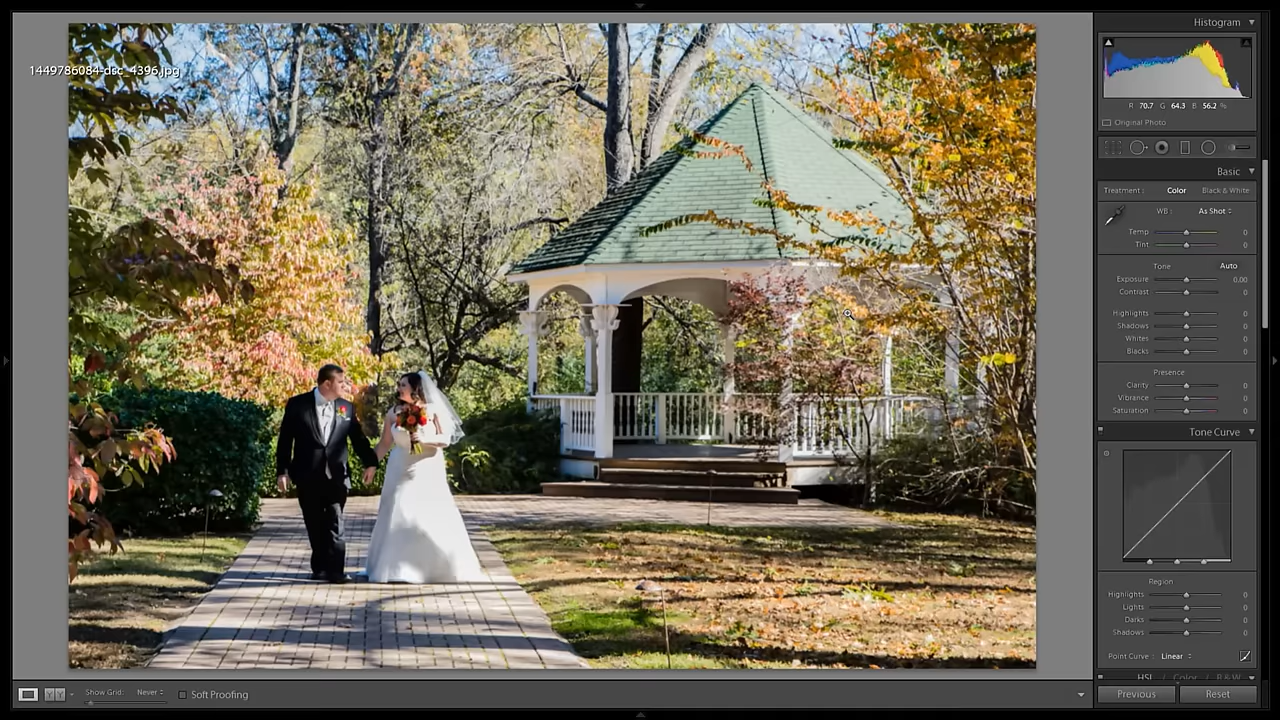 Histogram
1449786084-dsc_4396.jpg
R 70.7 G 64.3 B 56.2 %
Original Photo
Basic
Treatment : Color Black & White
WB : As Shot
Temp 0
Tint 0
Tone Auto
Exposure 0.00
Contrast 0
Highlights 0
Shadows 0
Whites 0
Blacks 0
Presence
Clarity 0
Vibrance 0
Saturation 0
Tone Curve
Region
Highlights 0
Lights 0
Darks 0
Shadows 0
Point Curve : Linear
HSL / Color / B & W
Show Grid: Never
Soft Proofing
Previous Reset